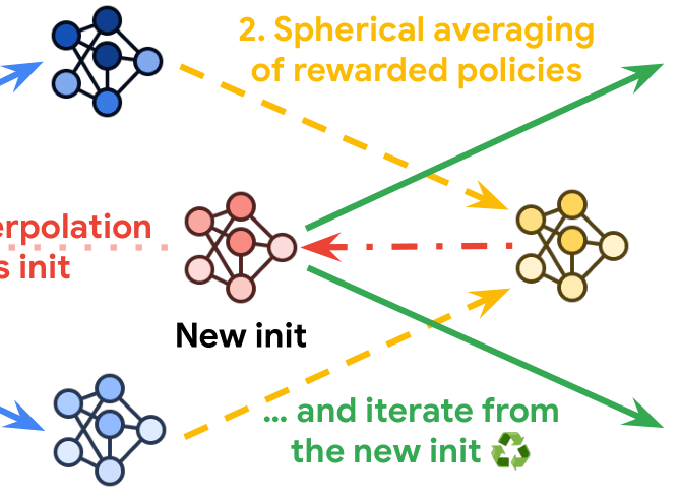 2. Spherical averaging
of rewarded policies
erpolation
s init
New init
... and iterate from
the new init ♻